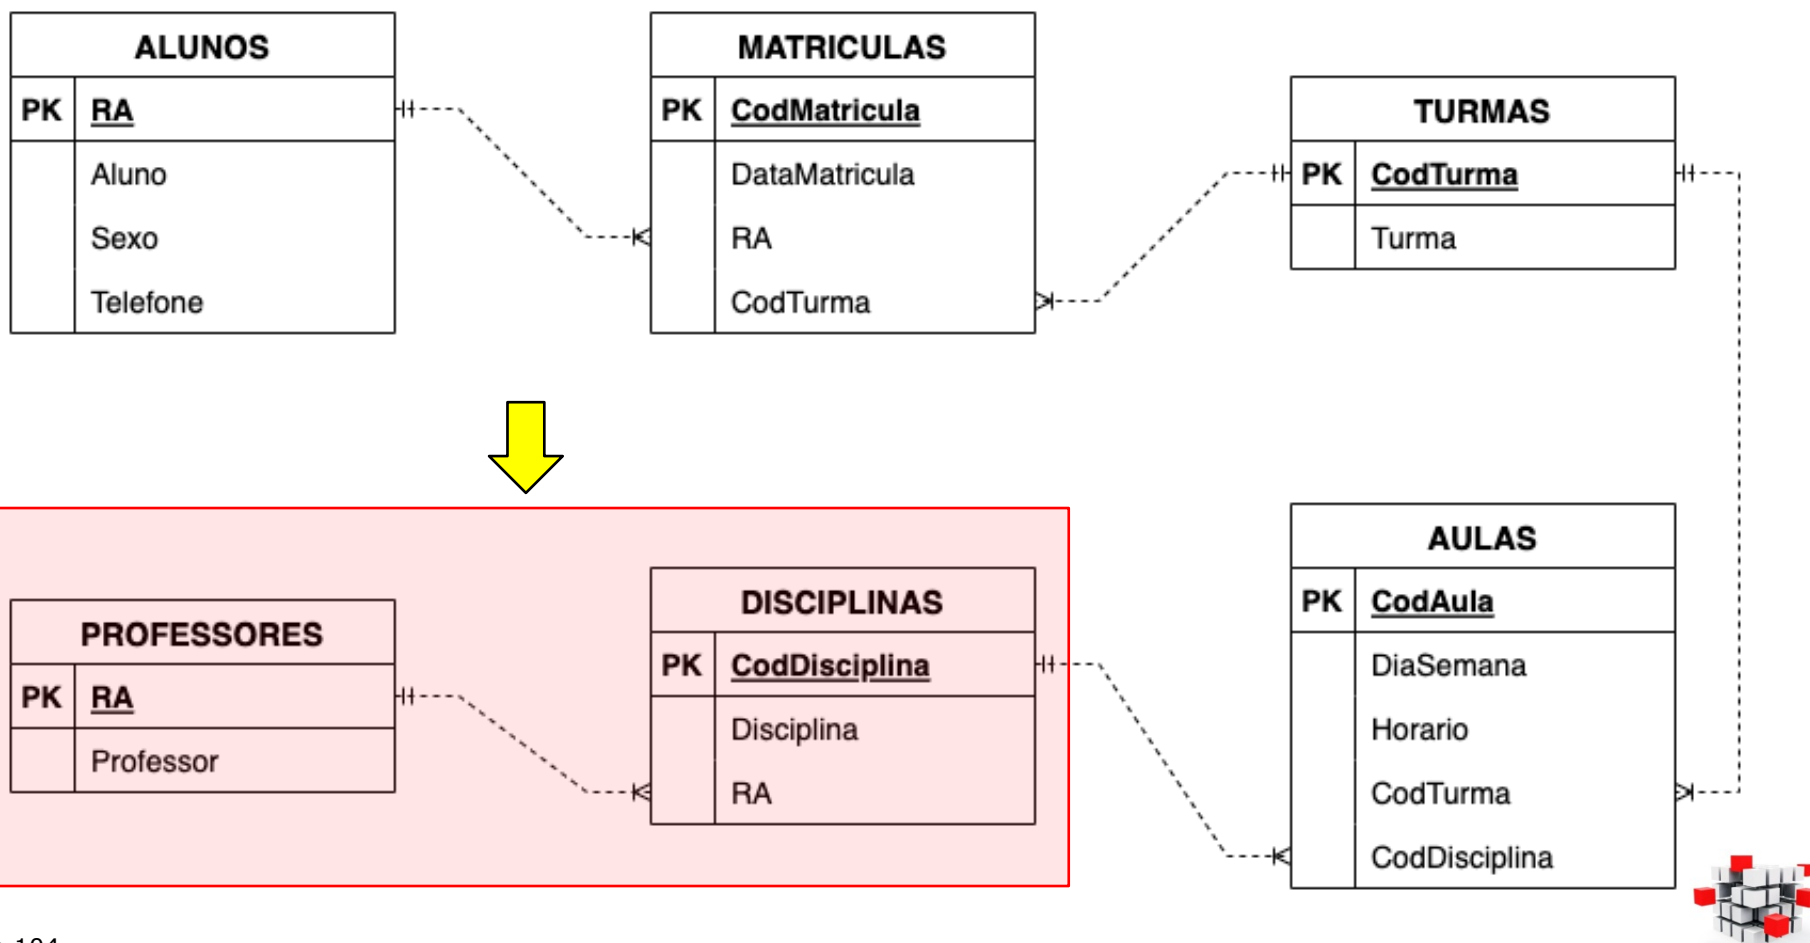 ALUNOS
PK RA
Aluno
Sexo
Telefone
MATRICULAS
PK CodMatricula
DataMatricula
RA
CodTurma
TURMAS
PK CodTurma
Turma
PROFESSORES
PK RA
Professor
DISCIPLINAS
PK CodDisciplina
Disciplina
RA
AULAS
PK CodAula
DiaSemana
Horario
CodTurma
CodDisciplina